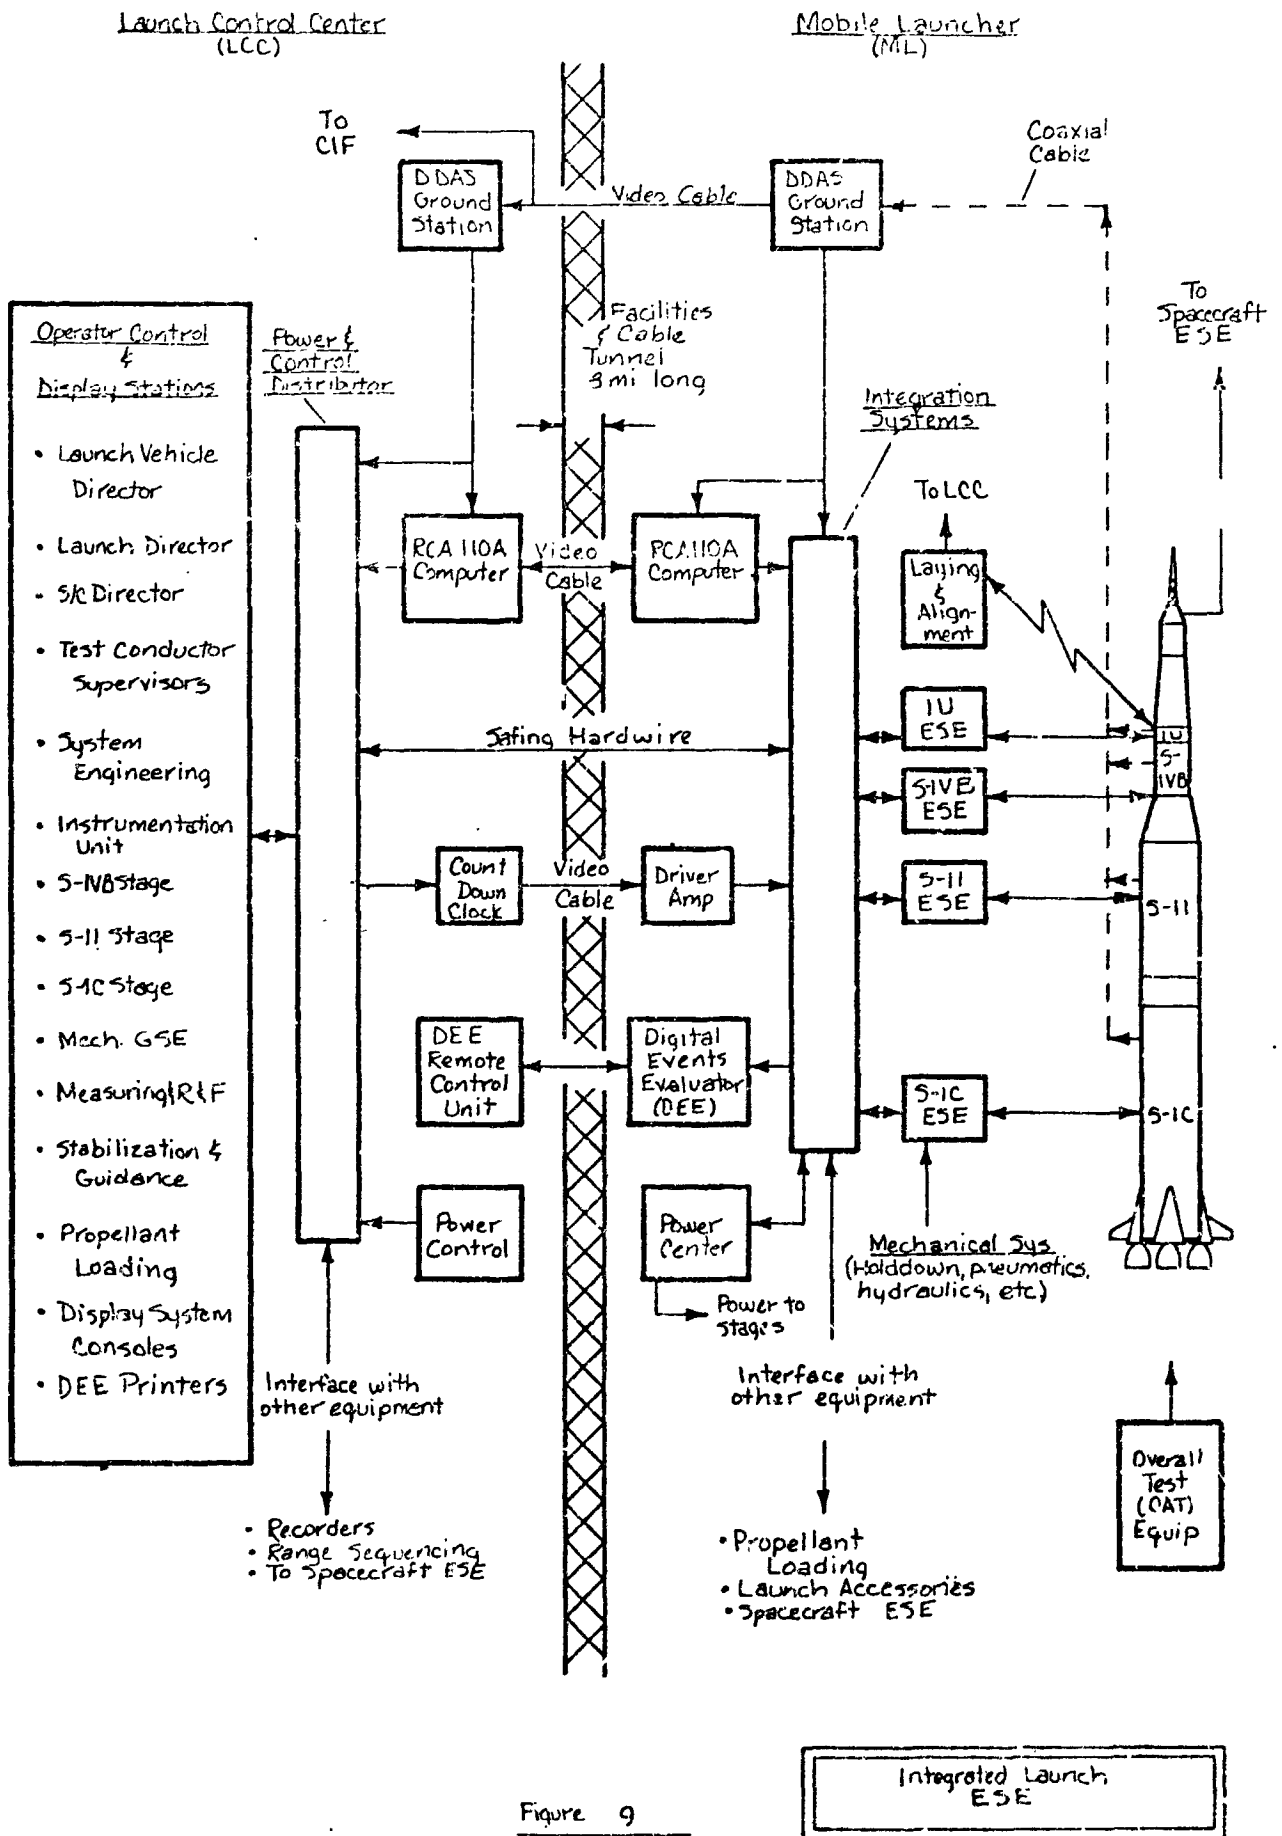 Launch Control Center
(LCC)
Mobile Launcher
(ML)
To
CIF
DDAS
Ground
Station
Video Cable
DDAS
Ground
Station
Coaxial
Cable
To
Spacecraft
ESE
Facilities
& Cable
Tunnel
3mi long
Operator Control
&
Display Stations
• Launch Vehicle
Director
• Launch Director
• S/C Director
• Test Conductor
Supervisors
• System
Engineering
• Instrumentation
Unit
• S-IVB Stage
• S-II Stage
• S-IC Stage
• Mech. GSE
• Measuring & R&F
• Stabilization &
Guidance
• Propellant
Loading
• Display System
Consoles
• DEE Printers
Power &
Control
Distributor
Integration
Systems
RCA 110A
Computer
Video
Cable
RCA 110A
Computer
To LCC
Laying
&
Align-
ment
Safing Hardwire
IU
ESE
S-IVB
ESE
S-II
ESE
S-IC
ESE
IU
S-
IVB
S-II
S-IC
Count
Down
Clock
Video
Cable
Driver
Amp
DEE
Remote
Control
Unit
Digital
Events
Evaluator
(DEE)
Power
Control
Power
Center
Power to
stages
Mechanical Sys
(Holddown, pneumatics,
hydraulics, etc)
Interface with
other equipment
• Recorders
• Range Sequencing
• To Spacecraft ESE
Interface with
other equipment
• Propellant
Loading
• Launch Accessories
• Spacecraft ESE
Overall
Test
(OAT)
Equip
Integrated Launch
ESE
Figure 9